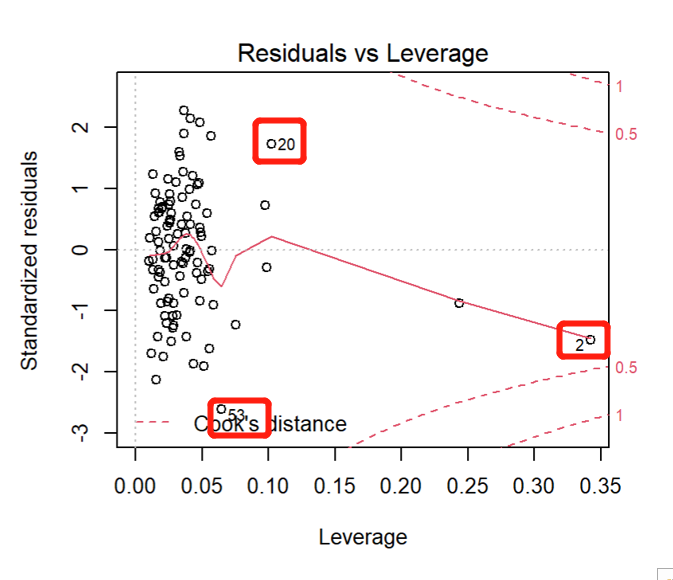 Residuals vs Leverage
Standardized residuals
2
1
0
-1
-2
-3
1
0.5
20
2
0.5
1
53
Cook's distance
0.00 0.05 0.10 0.15 0.20 0.25 0.30 0.35
Leverage